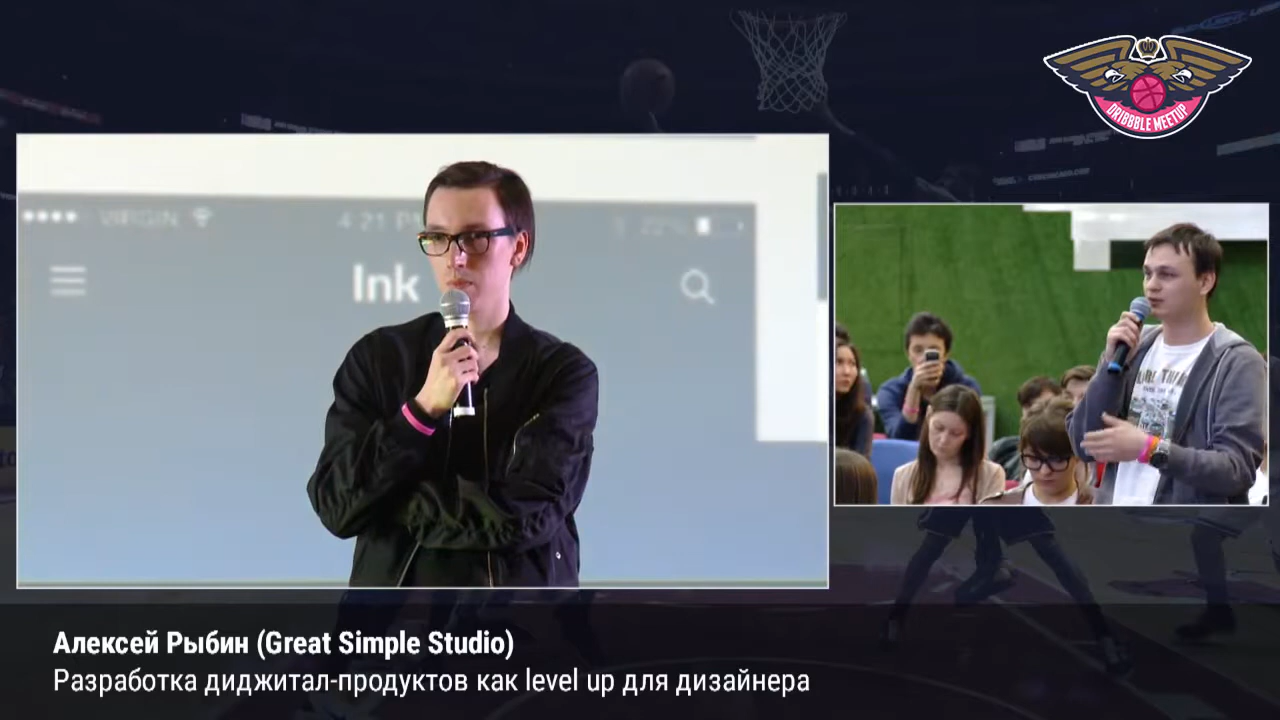 DRIBBBLE MEETUP
VIRGIN 4:21 PM 22%
Ink
Алексей Рыбин (Great Simple Studio)
Разработка диджитал-продуктов как level up для дизайнера